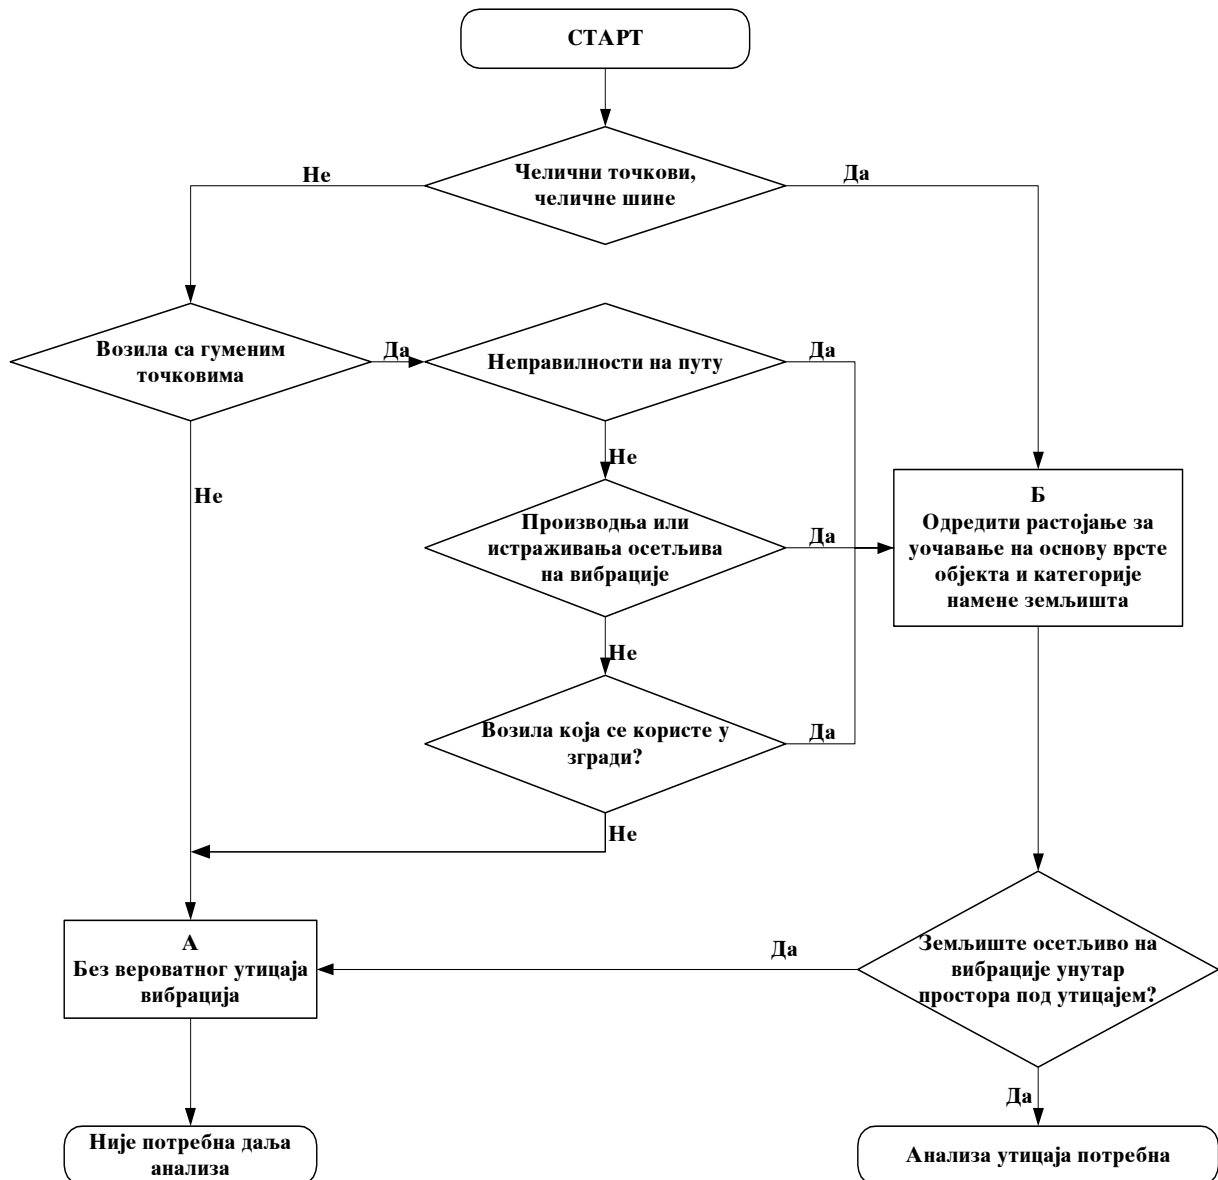 СТАРТ
Челични точкови,
челичне шине
Не
Да
Возила са гуменим
точковима
Да
Неправилности на путу
Да
Не
Не
Производња или
истраживања осетљива
на вибрације
Да
Б
Одредити растојање за
уочавање на основу врсте
објекта и категорије
намене земљишта
Не
Возила која се користе у
згради?
Да
Не
А
Без вероватног утицаја
вибрација
Да
Земљиште осетљиво на
вибрације унутар
простора под утицајем?
Да
Није потребна даља
анализа
Анализа утицаја потребна